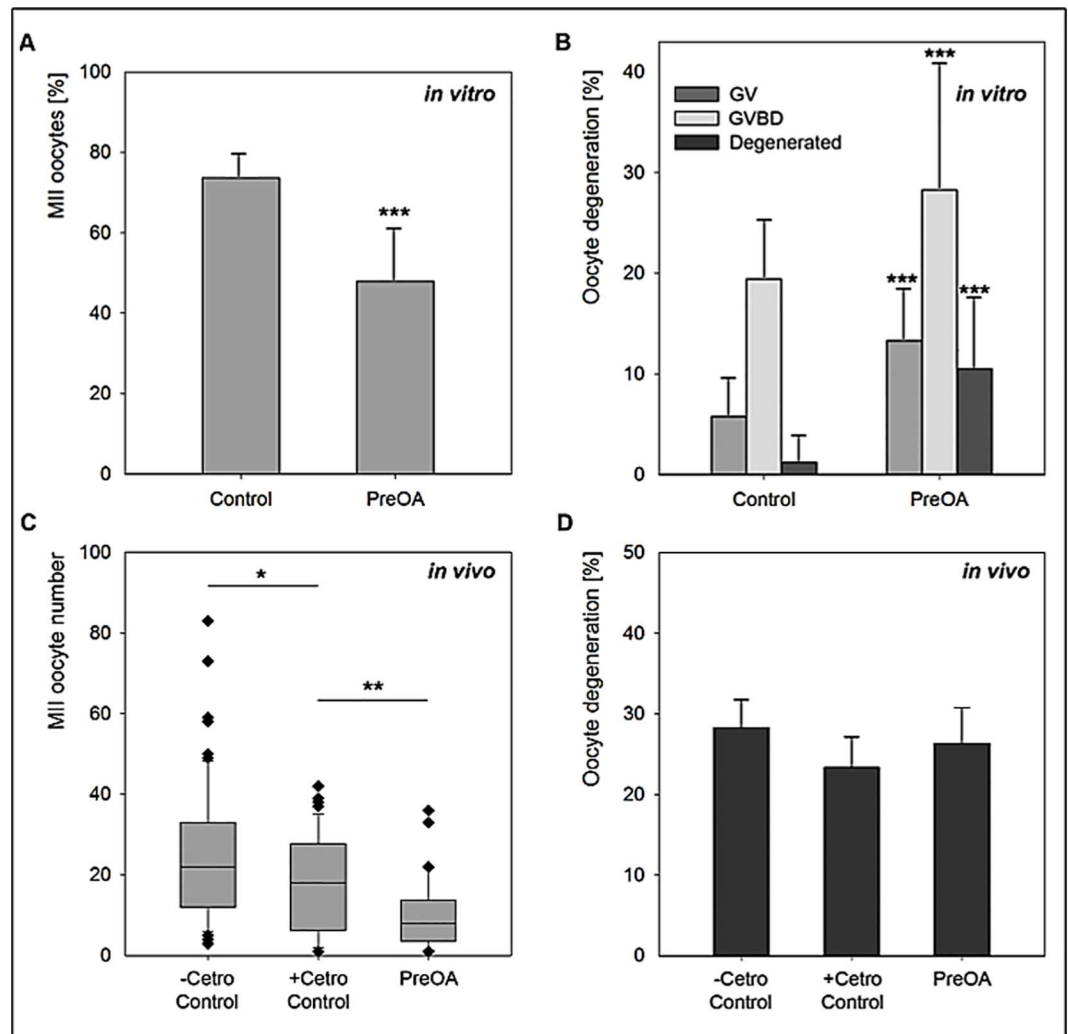 A
MII oocytes [%]
100
80
60
40
20
0
in vitro
***
Control
PreOA
B
Oocyte degeneration [%]
40
30
20
10
0
GV
GVBD
Degenerated
in vitro
***
***
***
Control
PreOA
C
MII oocyte number
100
80
60
40
20
0
in vivo
*
**
-Cetro
Control
+Cetro
Control
PreOA
D
Oocyte degeneration [%]
50
40
30
20
10
0
in vivo
-Cetro
Control
+Cetro
Control
PreOA